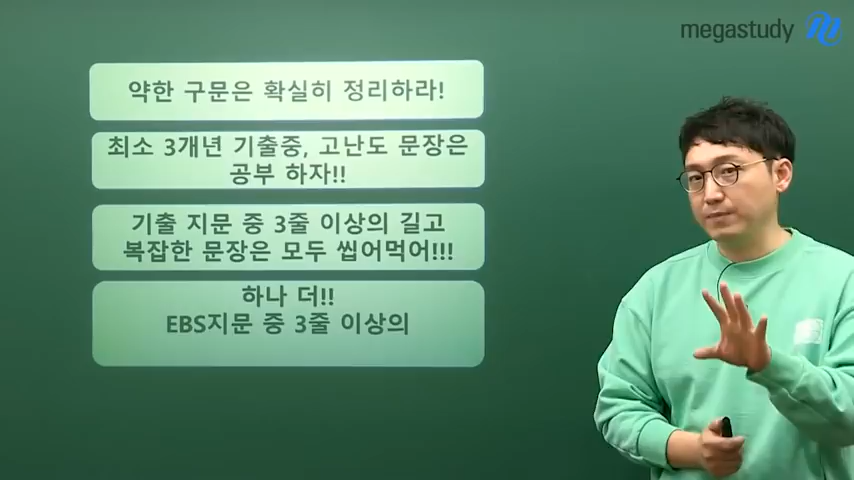 megastudy
약한 구문은 확실히 정리하라!
최소 3개년 기출중, 고난도 문장은
공부 하자!!
기출 지문 중 3줄 이상의 길고
복잡한 문장은 모두 씹어먹어!!!
하나 더!!
EBS지문 중 3줄 이상의